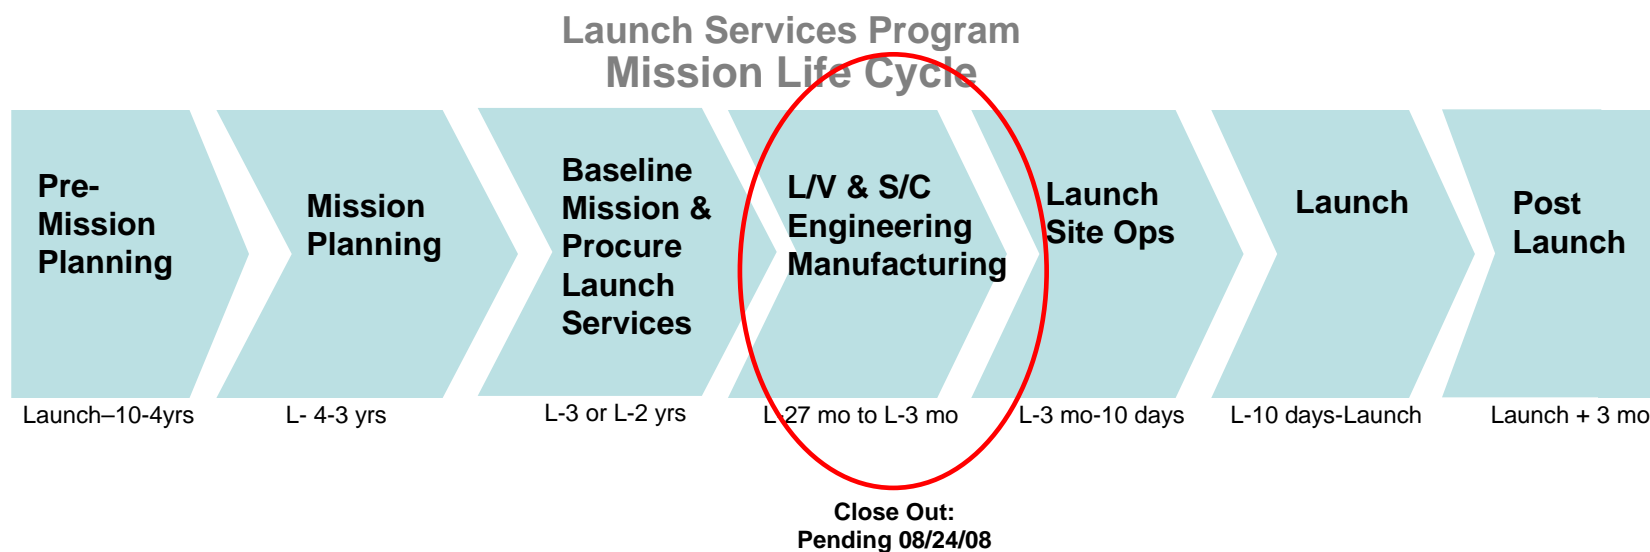 Launch Services Program
Mission Life Cycle
Pre-
Mission
Planning
Mission
Planning
Baseline
Mission &
Procure
Launch
Services
L/V & S/C
Engineering
Manufacturing
Launch
Site Ops
Launch
Post
Launch
Launch–10-4yrs
L- 4-3 yrs
L-3 or L-2 yrs
L-27 mo to L-3 mo
L-3 mo-10 days
L-10 days-Launch
Launch + 3 mo
Close Out:
Pending 08/24/08